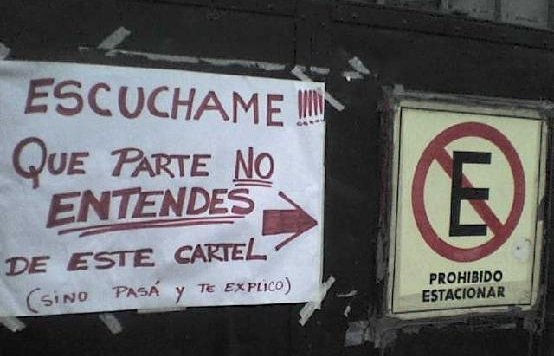 ESCUCHAME !!!!!
QUE PARTE NO
ENTENDES
DE ESTE CARTEL
(SINO PASÁ Y TE EXPLICO)
E
PROHIBIDO
ESTACIONAR